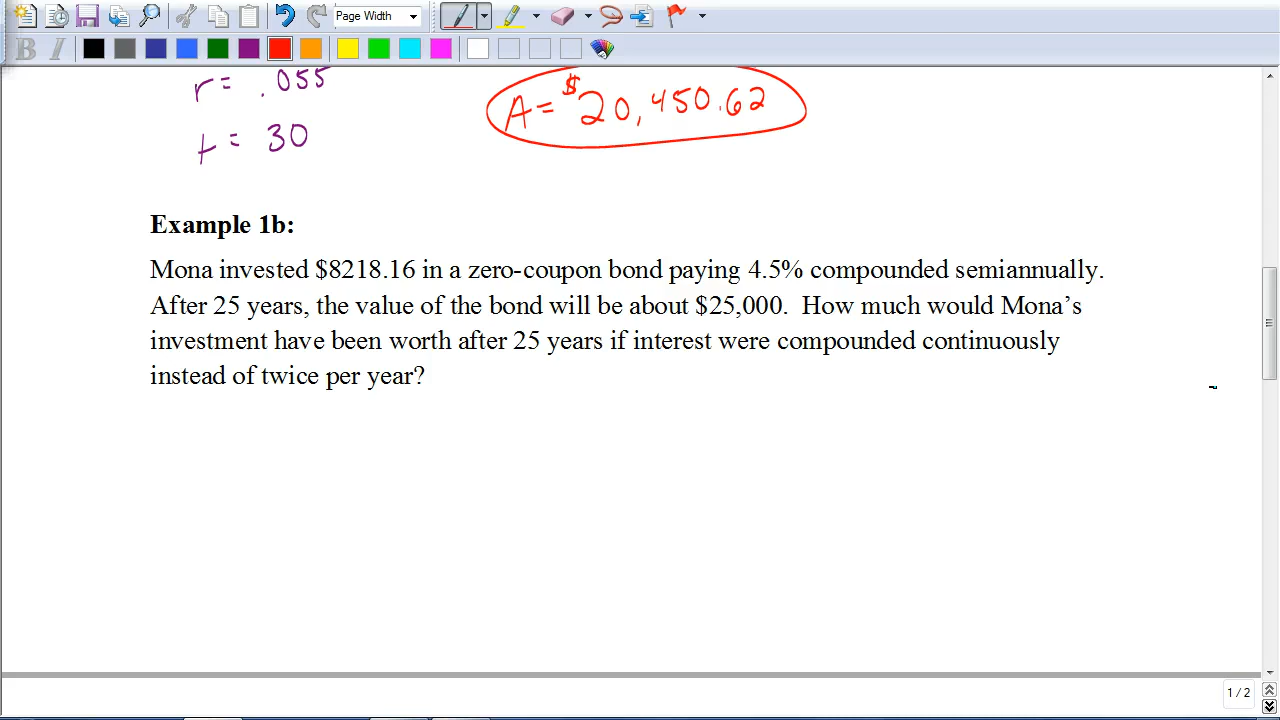 Page Width
B I
r = .055
A = $20,450.62
t = 30
Example 1b:
Mona invested $8218.16 in a zero-coupon bond paying 4.5% compounded semiannually.
After 25 years, the value of the bond will be about $25,000.  How much would Mona’s
investment have been worth after 25 years if interest were compounded continuously
instead of twice per year?
1 / 2